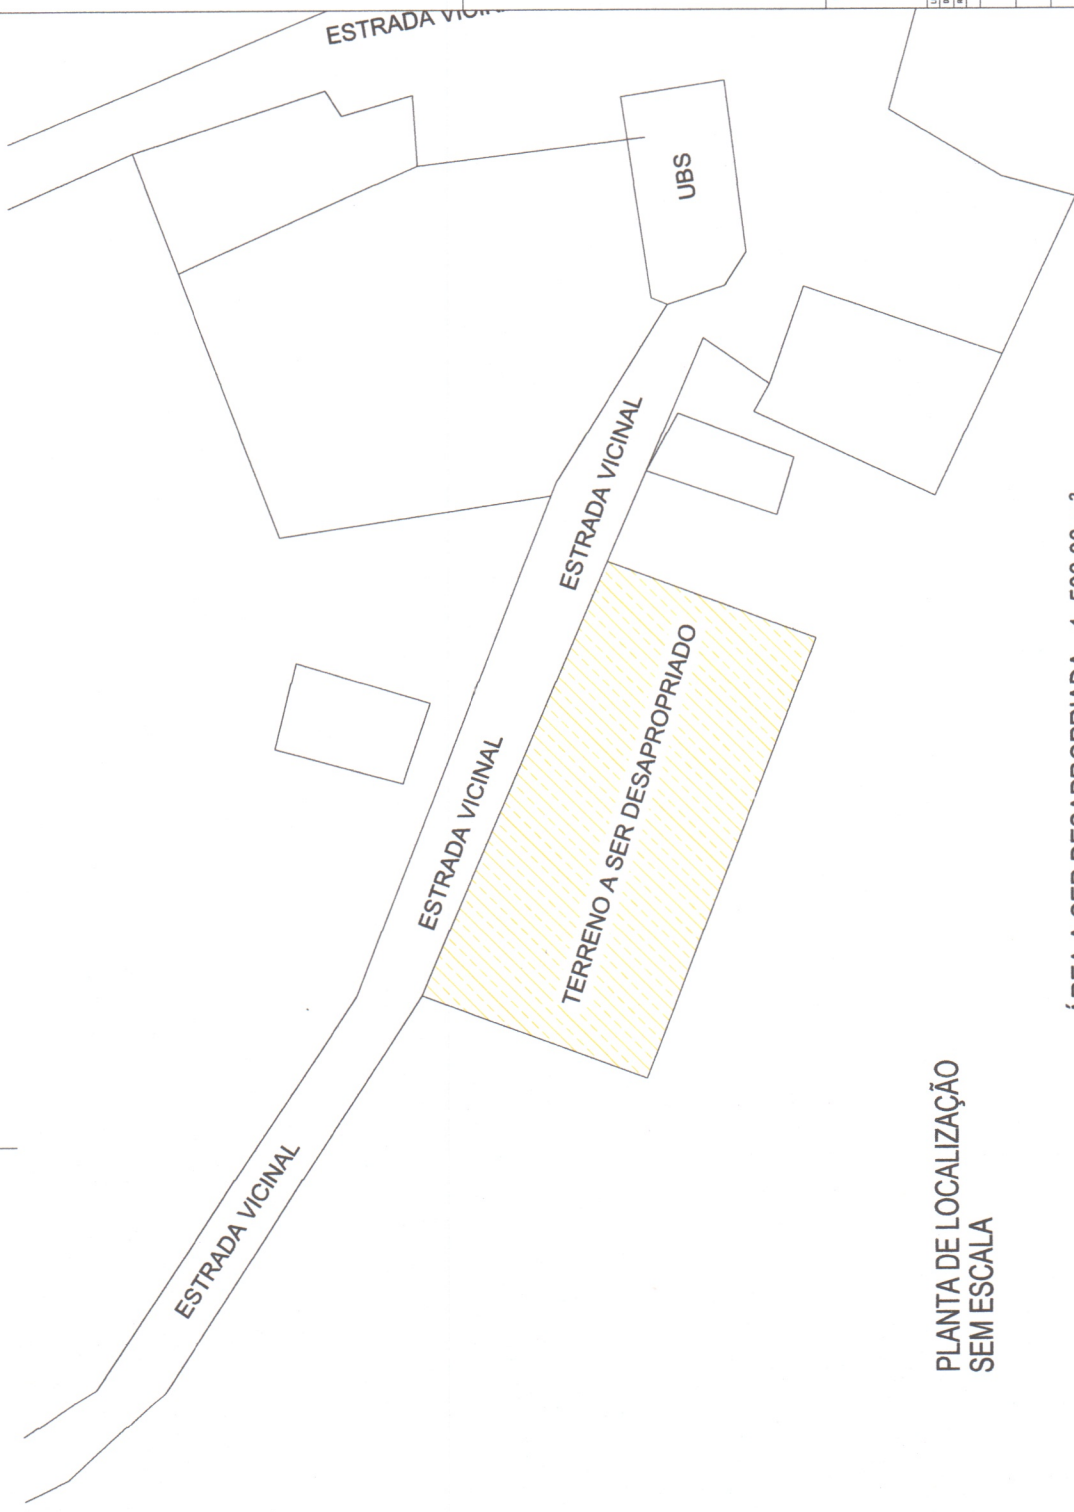 ESTRADA
UBS
ESTRADA VICINAL
ESTRADA VICINAL
TERRENO A SER DESAPROPRIADO
ESTRADA VICINAL
PLANTA DE LOCALIZAÇÃO
SEM ESCALA